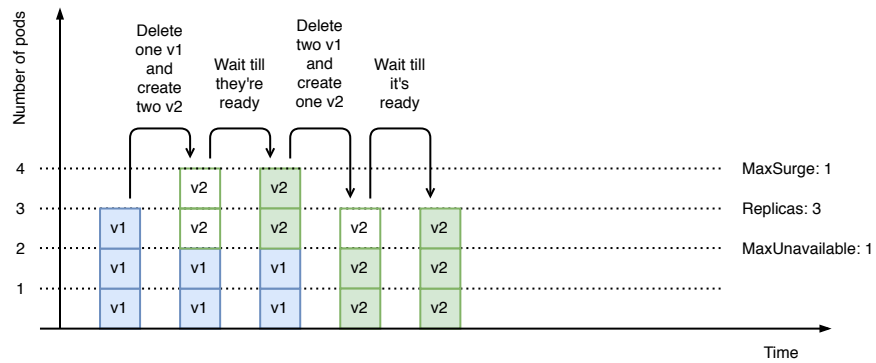 Number of pods
Delete
one v1
and
create
two v2
Wait till
they're
ready
Delete
two v1
and
create
one v2
Wait till
it's
ready
4
3
2
1
v1
v1
v1
v2
v2
v1
v1
v2
v2
v1
v1
v2
v2
v2
v2
v2
v2
MaxSurge: 1
Replicas: 3
MaxUnavailable: 1
Time